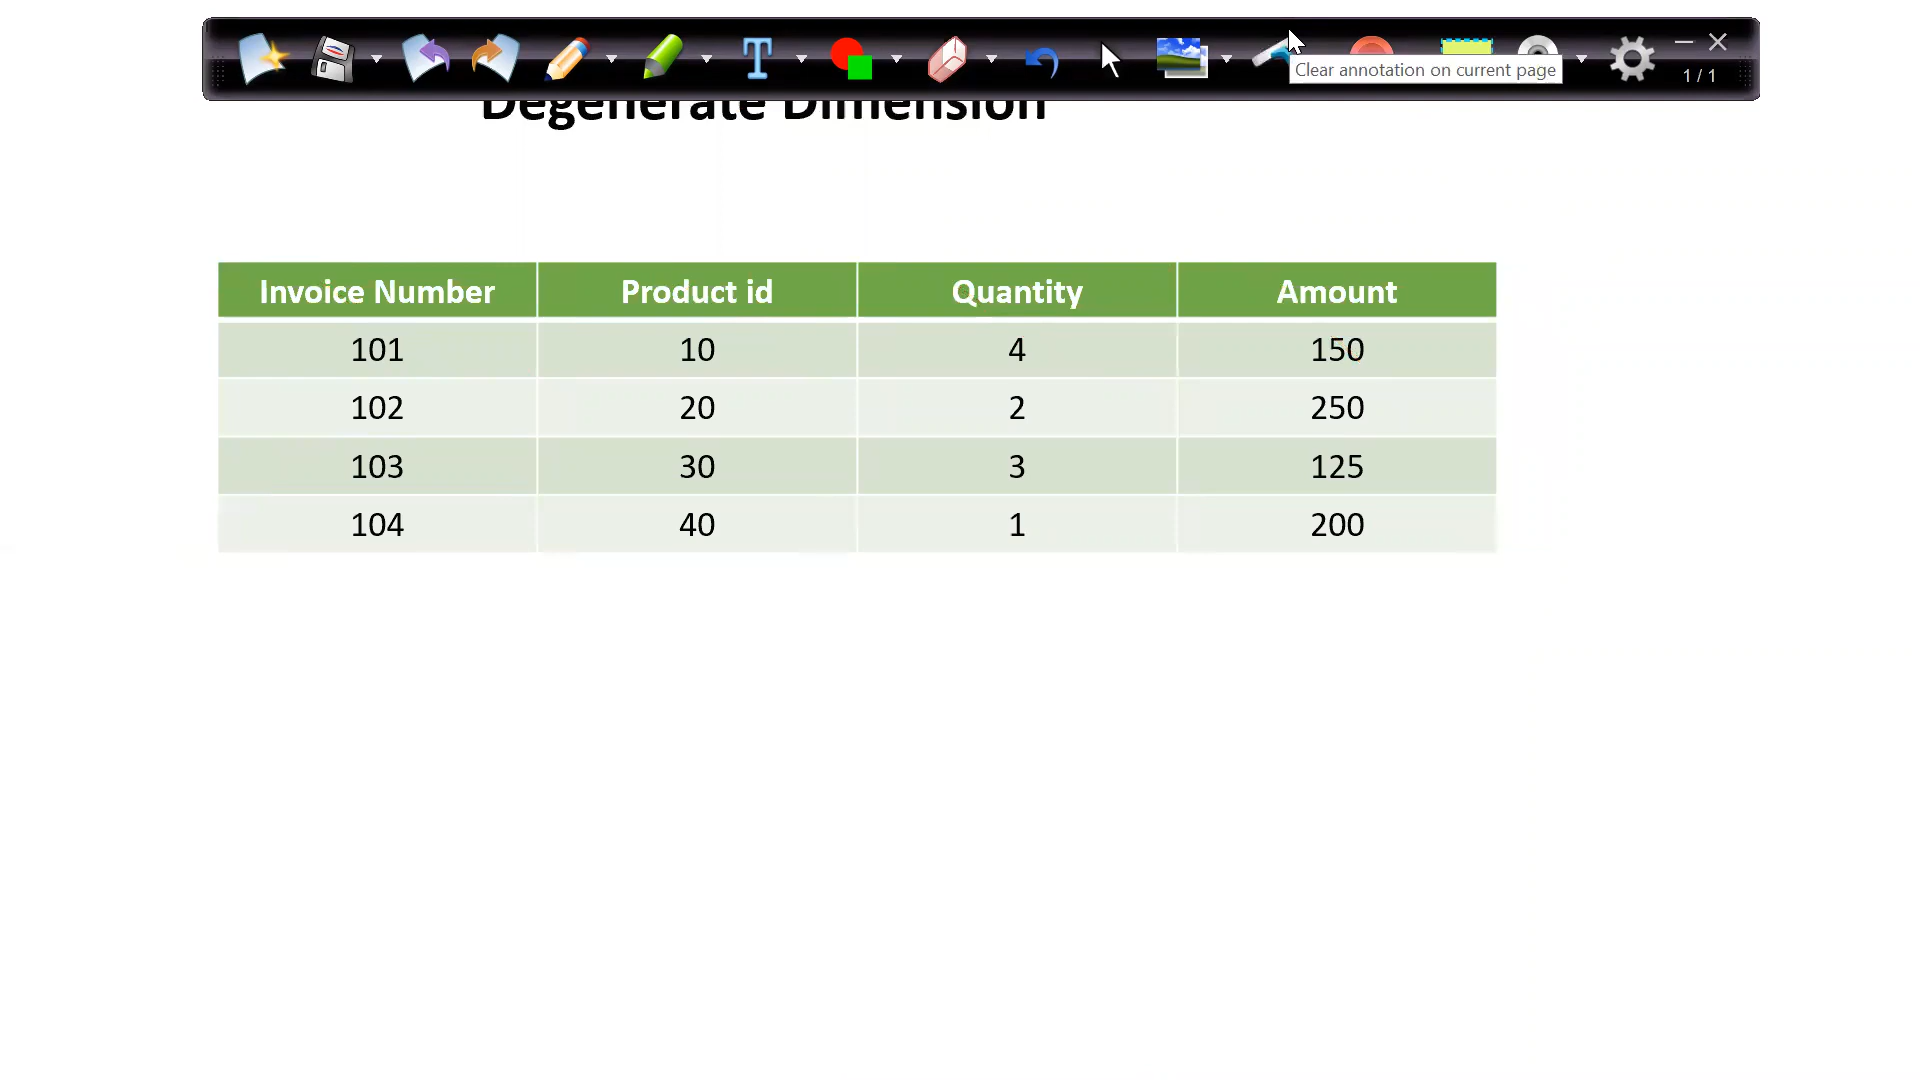 1 / 1
Clear annotation on current page
Degenerate Dimension
Invoice Number Product id Quantity Amount
101 10 4 150
102 20 2 250
103 30 3 125
104 40 1 200